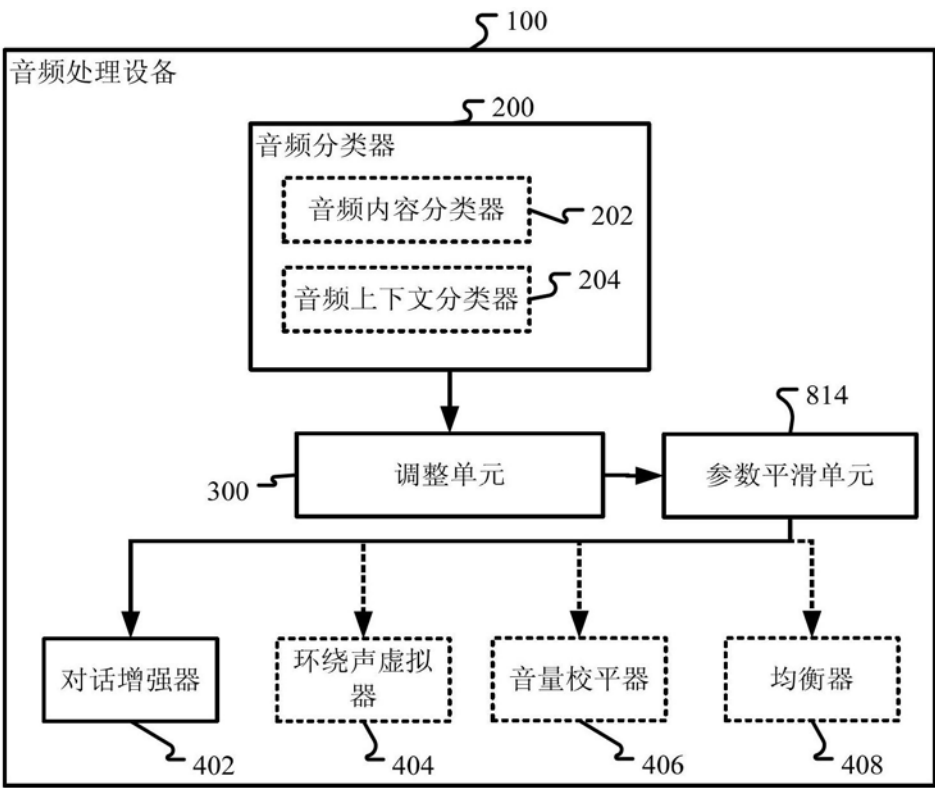 100
音频处理设备
200
音频分类器
音频内容分类器
202
音频上下文分类器
204
814
调整单元
参数平滑单元
300
对话增强器
环绕声虚拟
器
音量校平器
均衡器
402
404
406
408